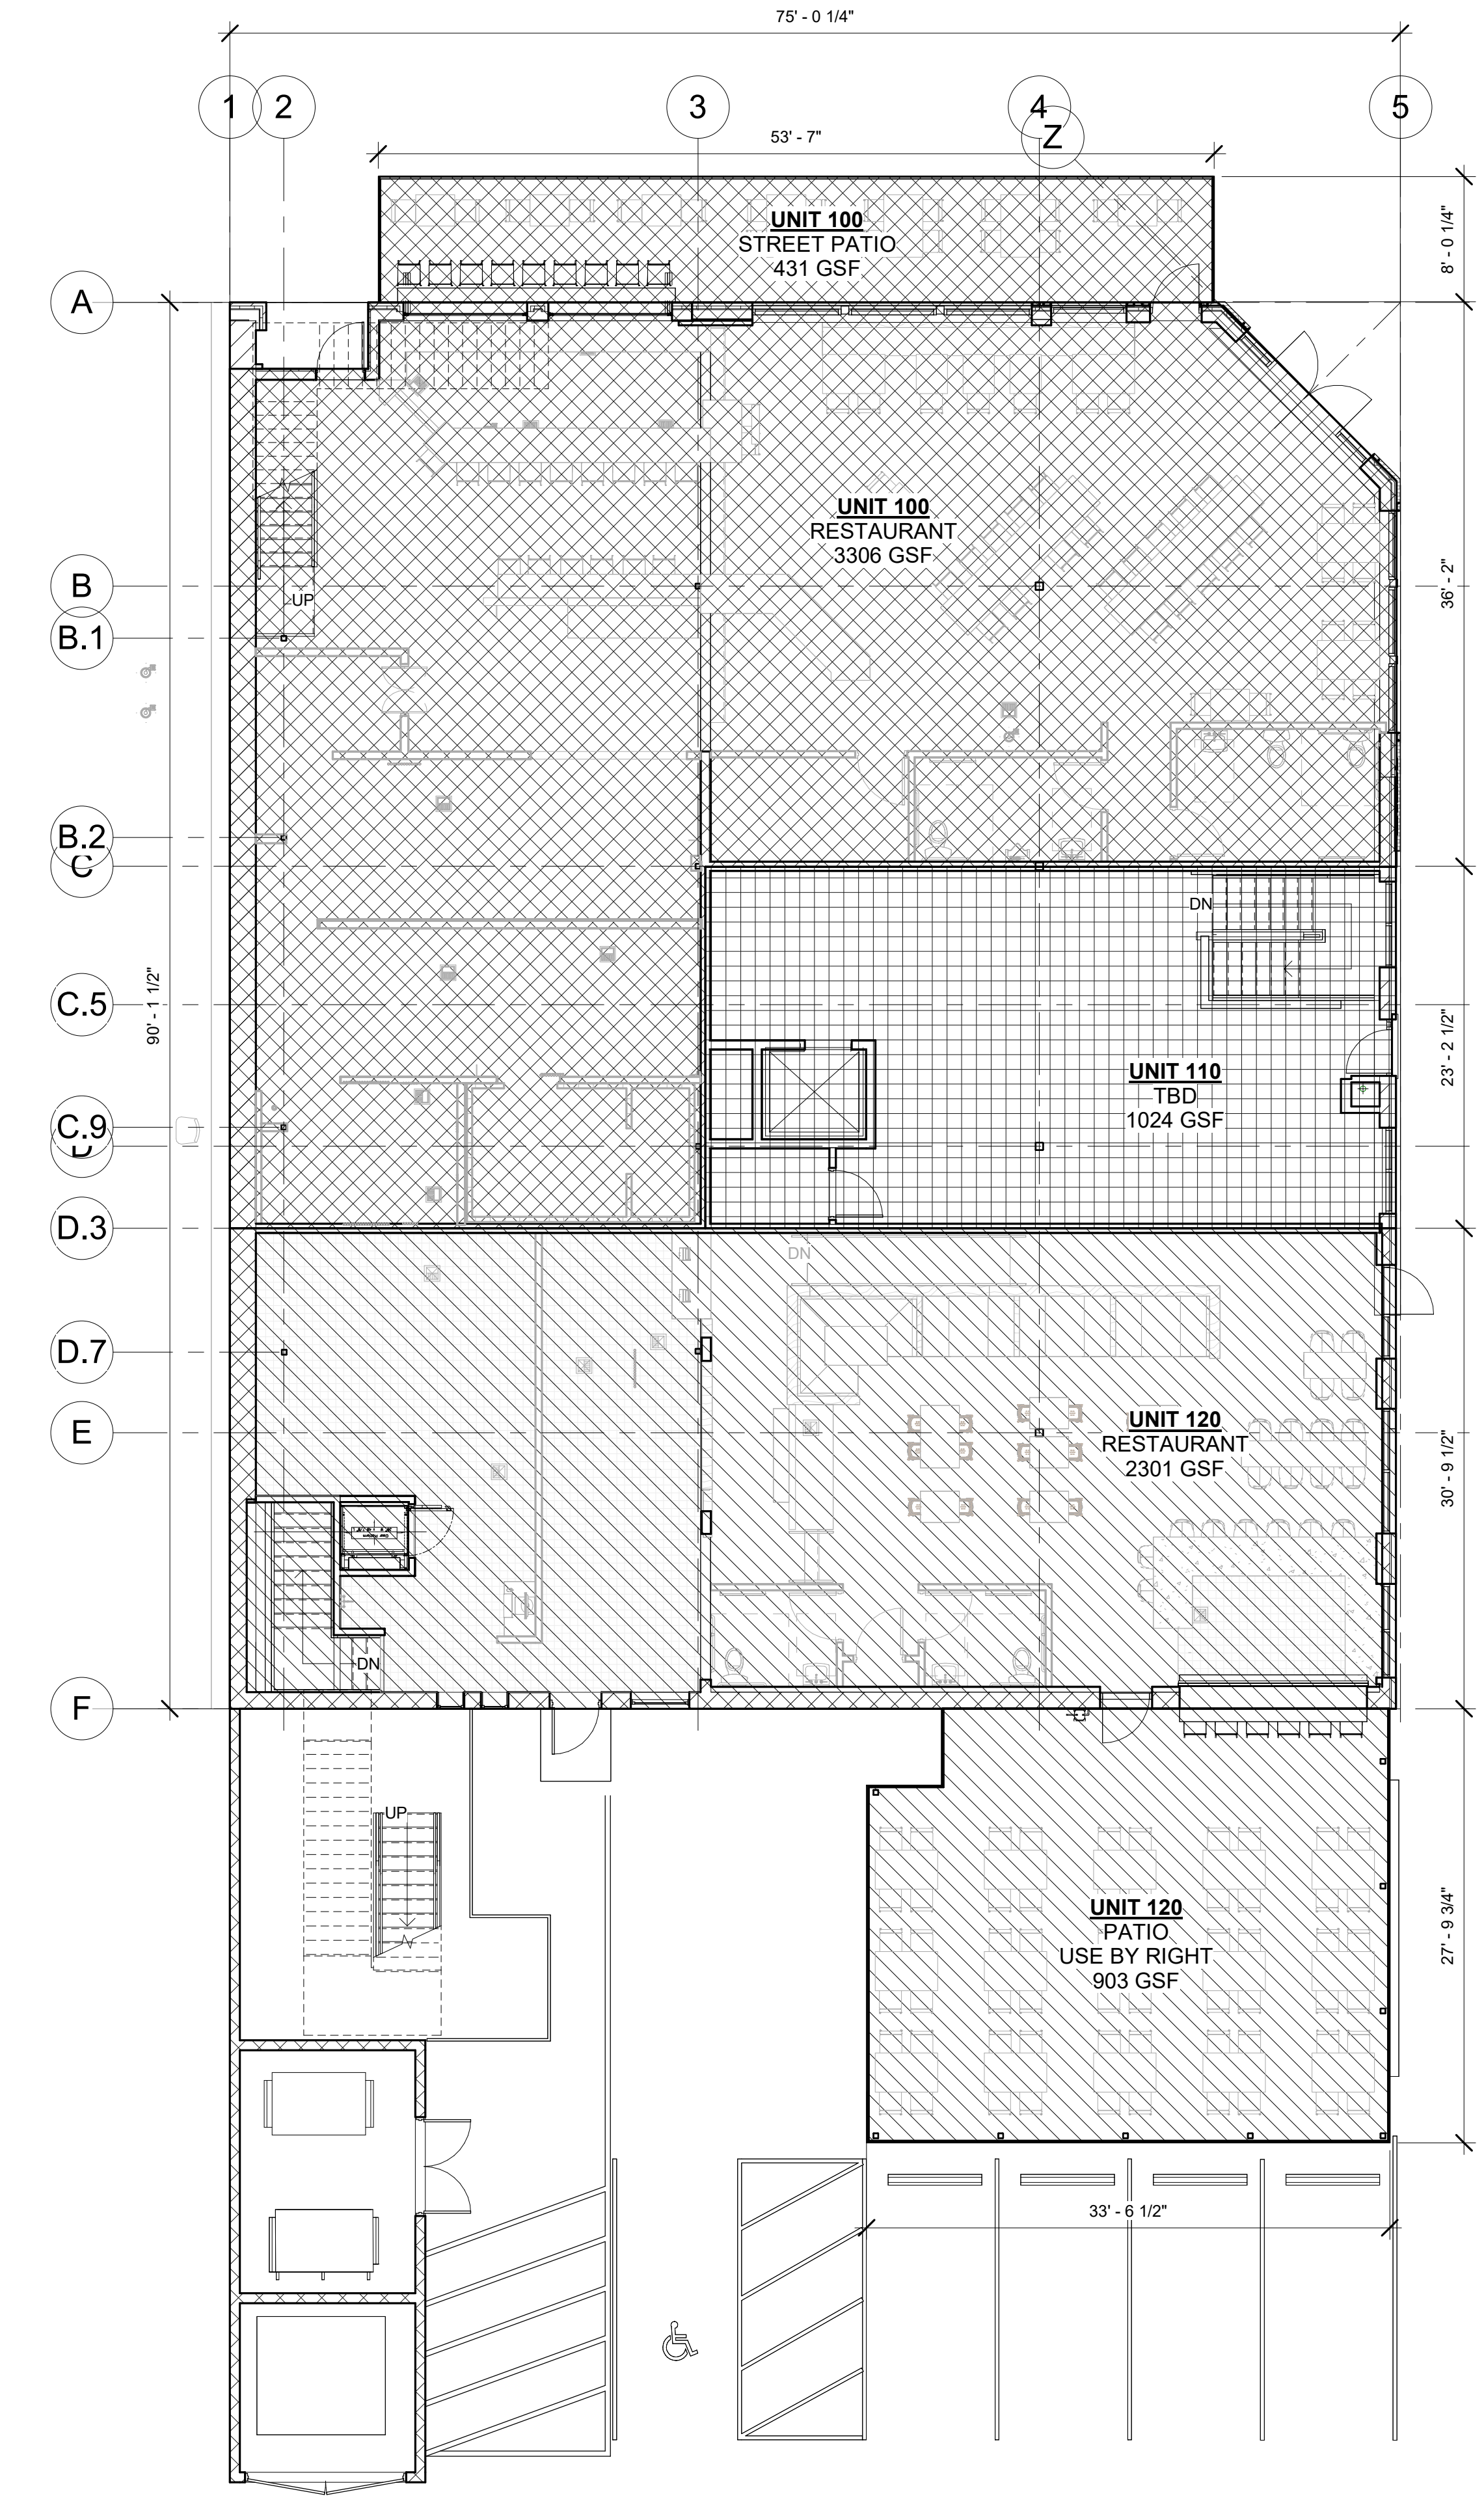 75' - 0 1/4"
1
2
3
4
Z
5
53' - 7"
8' - 0 1/4"
UNIT 100
STREET PATIO
431 GSF
A
UNIT 100
RESTAURANT
3306 GSF
B
36' - 2"
UP
B.1
B.2
C
DN
C.5
90' - 1 1/2"
23' - 2 1/2"
UNIT 110
TBD
1024 GSF
C.9
D
D.3
DN
D.7
E
UNIT 120
RESTAURANT
2301 GSF
30' - 9 1/2"
DN
F
UP
UNIT 120
PATIO
USE BY RIGHT
903 GSF
27' - 9 3/4"
33' - 6 1/2"